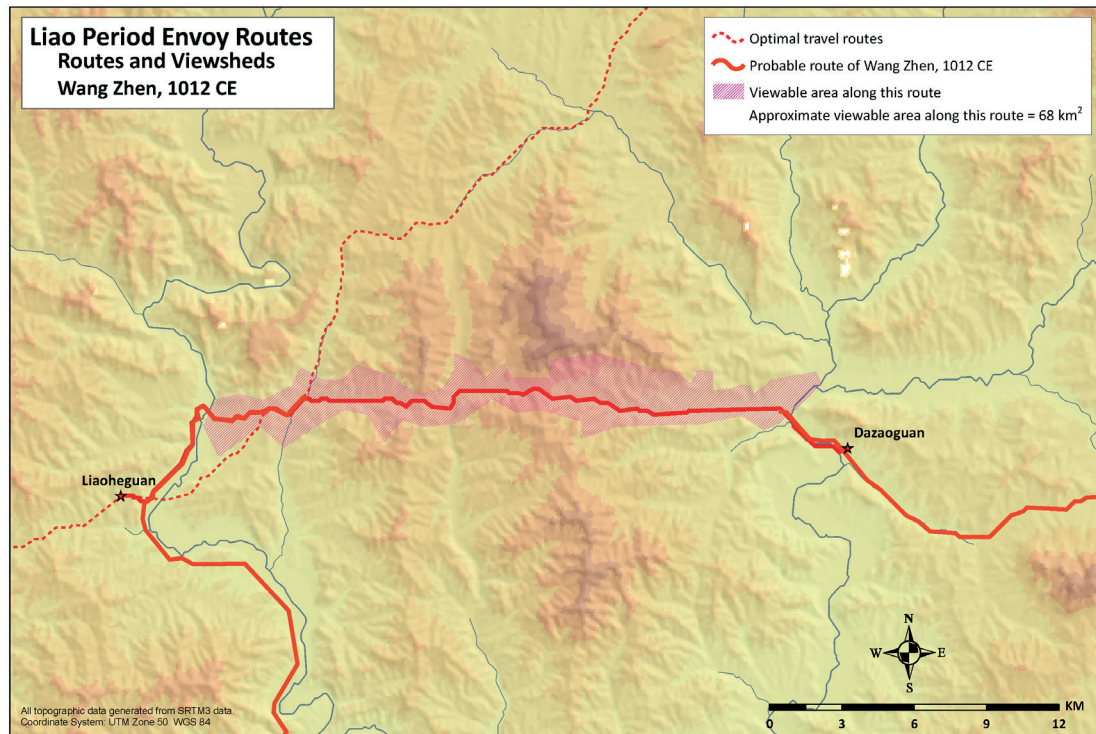 Liao Period Envoy Routes
Routes and Viewsheds
Wang Zhen, 1012 CE
Optimal travel routes
Probable route of Wang Zhen, 1012 CE
Viewable area along this route
Approximate viewable area along this route = 68 km²
Dazaoguan
Liaoheguan
N
W E
S
KM
0 3 6 9 12
All topographic data generated from SRTM3 data.
Coordinate System: UTM Zone 50 WGS 84